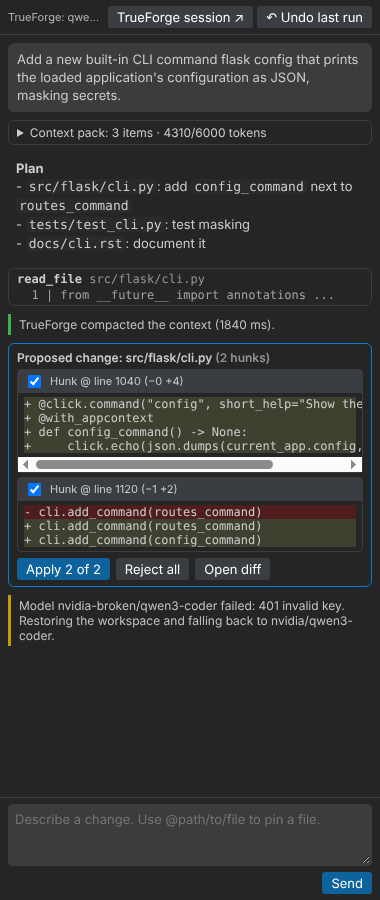 TrueForge: qwe... TrueForge session ↗ ↶ Undo last run
Add a new built-in CLI command flask config that prints
the loaded application's configuration as JSON,
masking secrets.
▶ Context pack: 3 items · 4310/6000 tokens
Plan
- src/flask/cli.py: add config_command next to
routes_command
- tests/test_cli.py: test masking
- docs/cli.rst: document it
read_file src/flask/cli.py
1 | from __future__ import annotations ...
TrueForge compacted the context (1840 ms).
Proposed change: src/flask/cli.py (2 hunks)
Hunk @ line 1040 (−0 +4)
+ @click.command("config", short_help="Show the
+ @with_appcontext
+ def config_command() -> None:
+     click.echo(json.dumps(current_app.config,
Hunk @ line 1120 (−1 +2)
- cli.add_command(routes_command)
+ cli.add_command(routes_command)
+ cli.add_command(config_command)
Apply 2 of 2 Reject all Open diff
Model nvidia-broken/qwen3-coder failed: 401 invalid key.
Restoring the workspace and falling back to nvidia/qwen3-
coder.
Describe a change. Use @path/to/file to pin a file.
Send